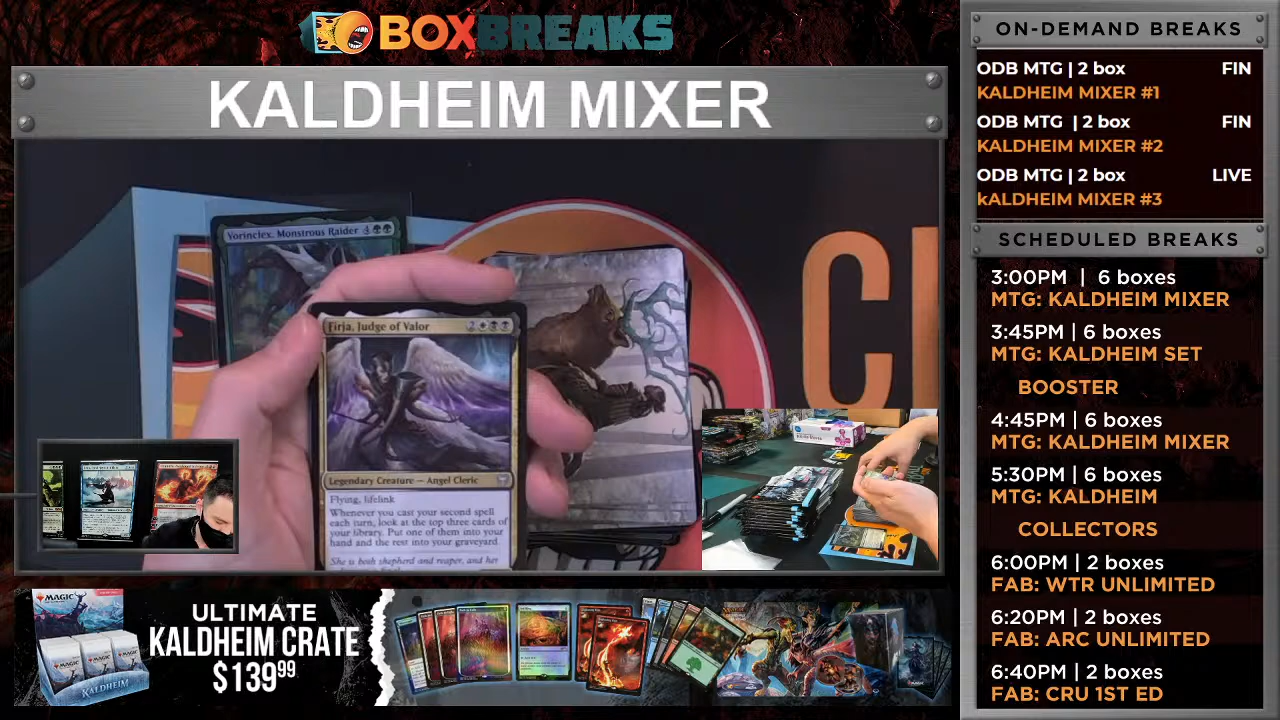 BOXBREAKS
KALDHEIM MIXER
Vorinclex, Monstrous Raider 4
Firja, Judge of Valor 2
Legendary Creature — Angel Cleric
Flying, lifelink
Whenever you cast your second spell
each turn, look at the top three cards of
your library. Put one of them into your
hand and the rest into your graveyard.
She is both shepherd and reaper, and her
CI
MAGIC
KALDHEIM
ULTIMATE
KALDHEIM CRATE
$139.99
ON-DEMAND BREAKS
ODB MTG | 2 box FIN
KALDHEIM MIXER #1
ODB MTG | 2 box FIN
KALDHEIM MIXER #2
ODB MTG | 2 box LIVE
kALDHEIM MIXER #3
SCHEDULED BREAKS
3:00PM | 6 boxes
MTG: KALDHEIM MIXER
3:45PM | 6 boxes
MTG: KALDHEIM SET
BOOSTER
4:45PM | 6 boxes
MTG: KALDHEIM MIXER
5:30PM | 6 boxes
MTG: KALDHEIM
COLLECTORS
6:00PM | 2 boxes
FAB: WTR UNLIMITED
6:20PM | 2 boxes
FAB: ARC UNLIMITED
6:40PM | 2 boxes
FAB: CRU 1ST ED